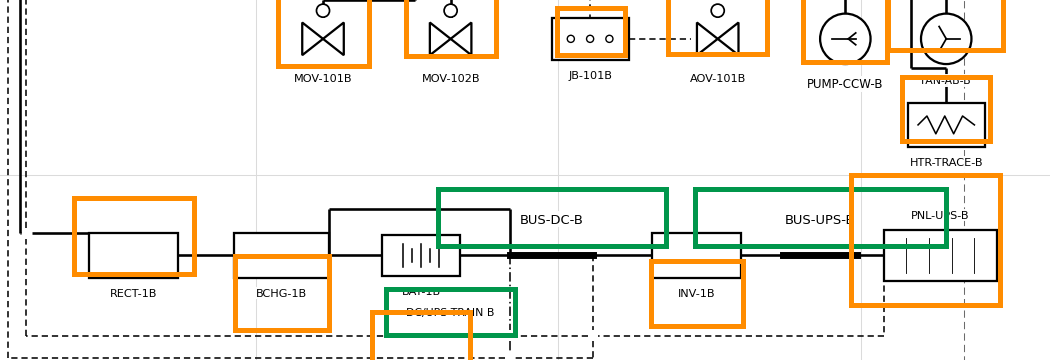 MOV-101B
MOV-102B
JB-101B
AOV-101B
PUMP-CCW-B
FAN-AB-B
HTR-TRACE-B
BUS-DC-B
BUS-UPS-B
PNL-UPS-B
RECT-1B
BCHG-1B
BAT-1B
INV-1B
DC/UPS TRAIN B